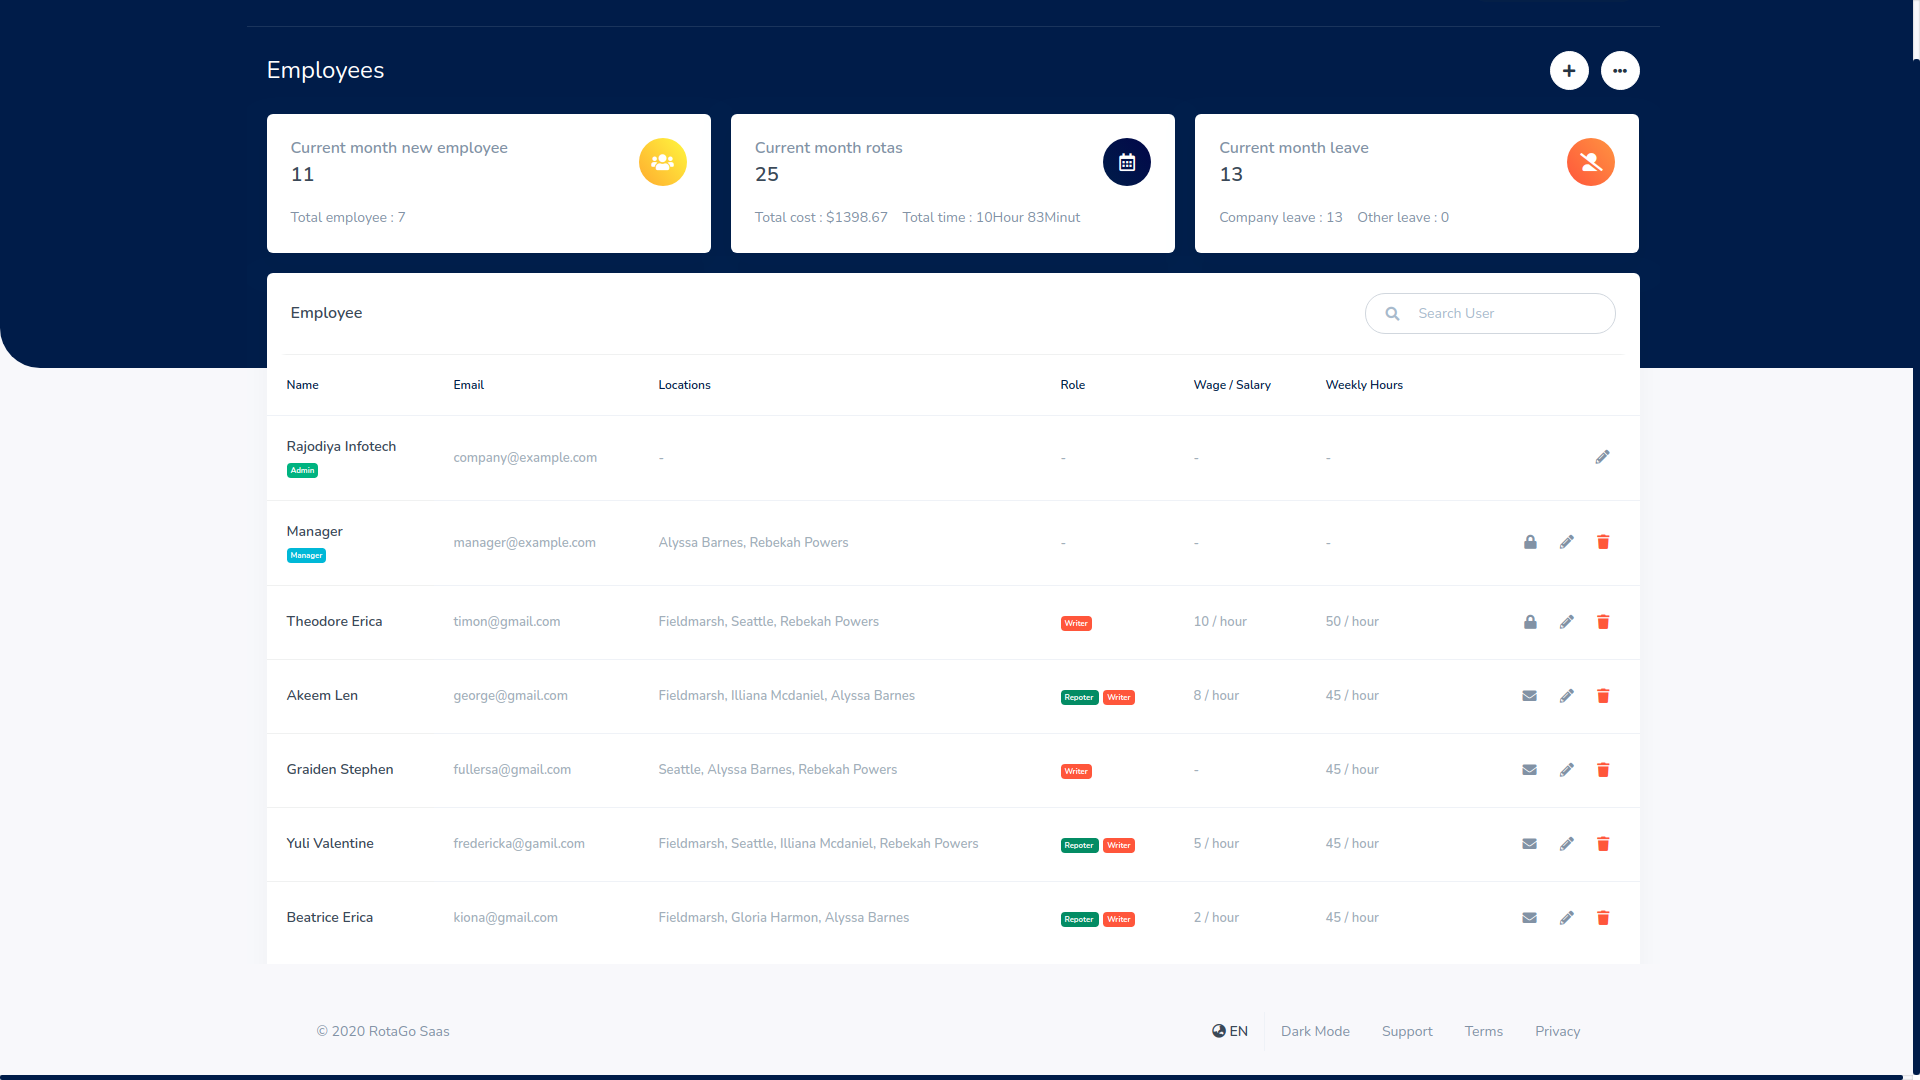 Employees
Current month new employee
11
Total employee : 7
Current month rotas
25
Total cost : $1398.67 Total time : 10Hour 83Minut
Current month leave
13
Company leave : 13 Other leave : 0
Employee
Search User
Name Email Locations Role Wage / Salary Weekly Hours
Rajodiya Infotech
Admin
company@example.com - - - -
Manager
Manager
manager@example.com Alyssa Barnes, Rebekah Powers - - -
Theodore Erica timon@gmail.com Fieldmarsh, Seattle, Rebekah Powers Writer 10 / hour 50 / hour
Akeem Len george@gmail.com Fieldmarsh, Illiana Mcdaniel, Alyssa Barnes Repoter Writer 8 / hour 45 / hour
Graiden Stephen fullersa@gmail.com Seattle, Alyssa Barnes, Rebekah Powers Writer - 45 / hour
Yuli Valentine fredericka@gamil.com Fieldmarsh, Seattle, Illiana Mcdaniel, Rebekah Powers Repoter Writer 5 / hour 45 / hour
Beatrice Erica kiona@gmail.com Fieldmarsh, Gloria Harmon, Alyssa Barnes Repoter Writer 2 / hour 45 / hour
© 2020 RotaGo Saas EN Dark Mode Support Terms Privacy